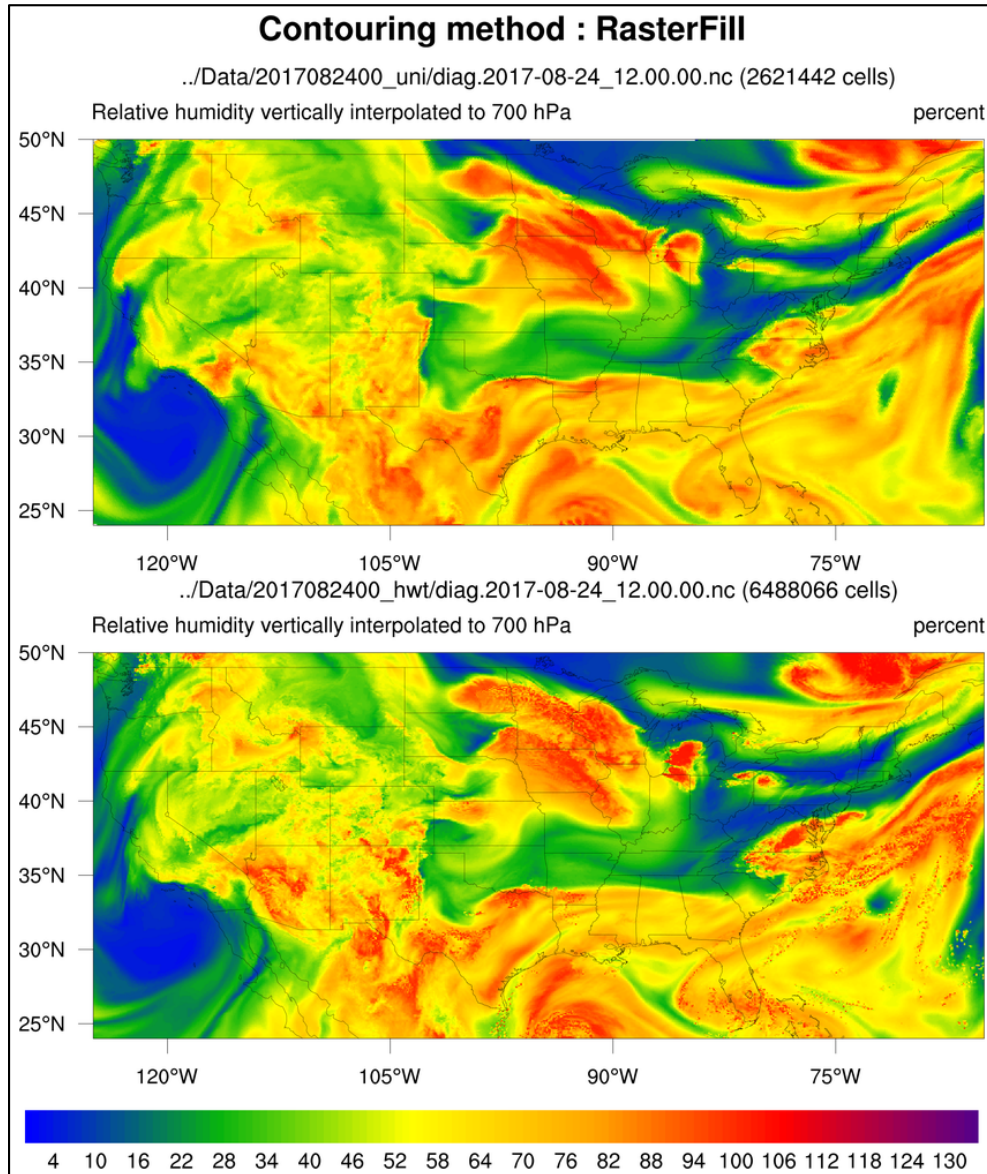 Contouring method : RasterFill
../Data/2017082400_uni/diag.2017-08-24_12.00.00.nc (2621442 cells)
Relative humidity vertically interpolated to 700 hPa percent
50°N
45°N
40°N
35°N
30°N
25°N
120°W 105°W 90°W 75°W
../Data/2017082400_hwt/diag.2017-08-24_12.00.00.nc (6488066 cells)
Relative humidity vertically interpolated to 700 hPa percent
50°N
45°N
40°N
35°N
30°N
25°N
120°W 105°W 90°W 75°W
4 10 16 22 28 34 40 46 52 58 64 70 76 82 88 94 100 106 112 118 124 130